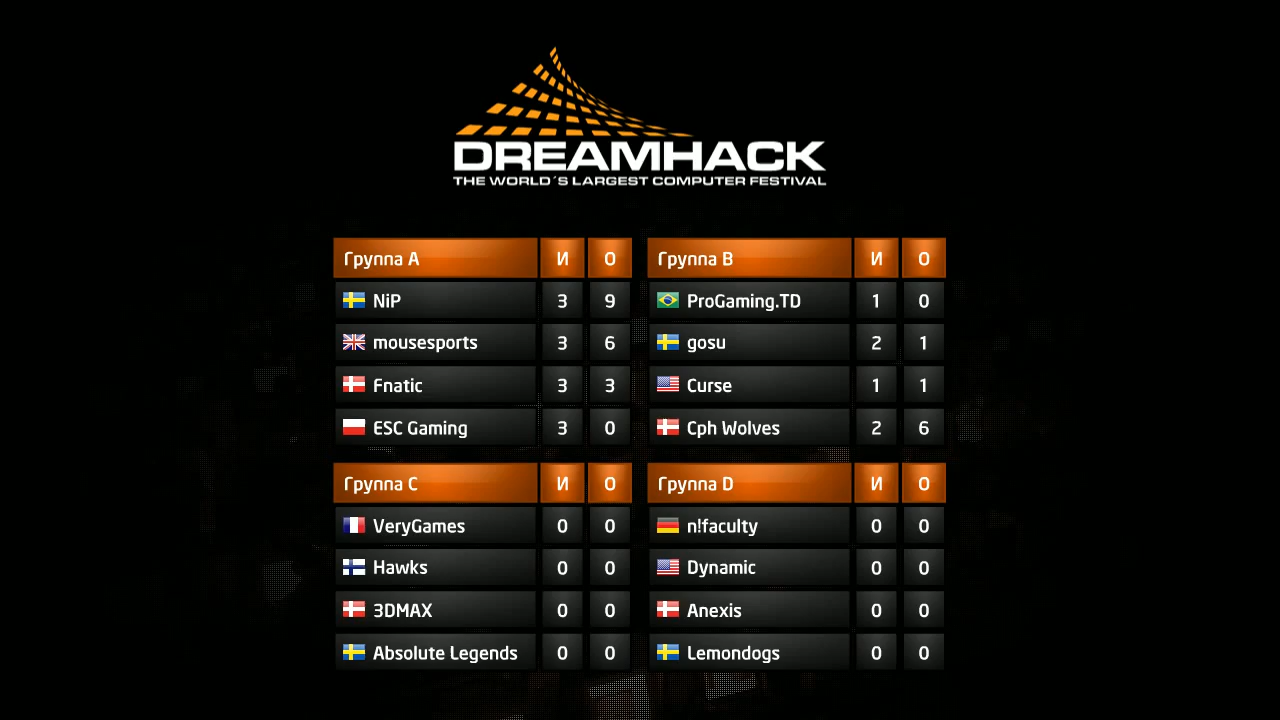 DREAMHACK
THE WORLD´S LARGEST COMPUTER FESTIVAL
Группа A И О
NiP 3 9
mousesports 3 6
Fnatic 3 3
ESC Gaming 3 0
Группа B И О
ProGaming.TD 1 0
gosu 2 1
Curse 1 1
Cph Wolves 2 6
Группа C И О
VeryGames 0 0
Hawks 0 0
3DMAX 0 0
Absolute Legends 0 0
Группа D И О
n!faculty 0 0
Dynamic 0 0
Anexis 0 0
Lemondogs 0 0